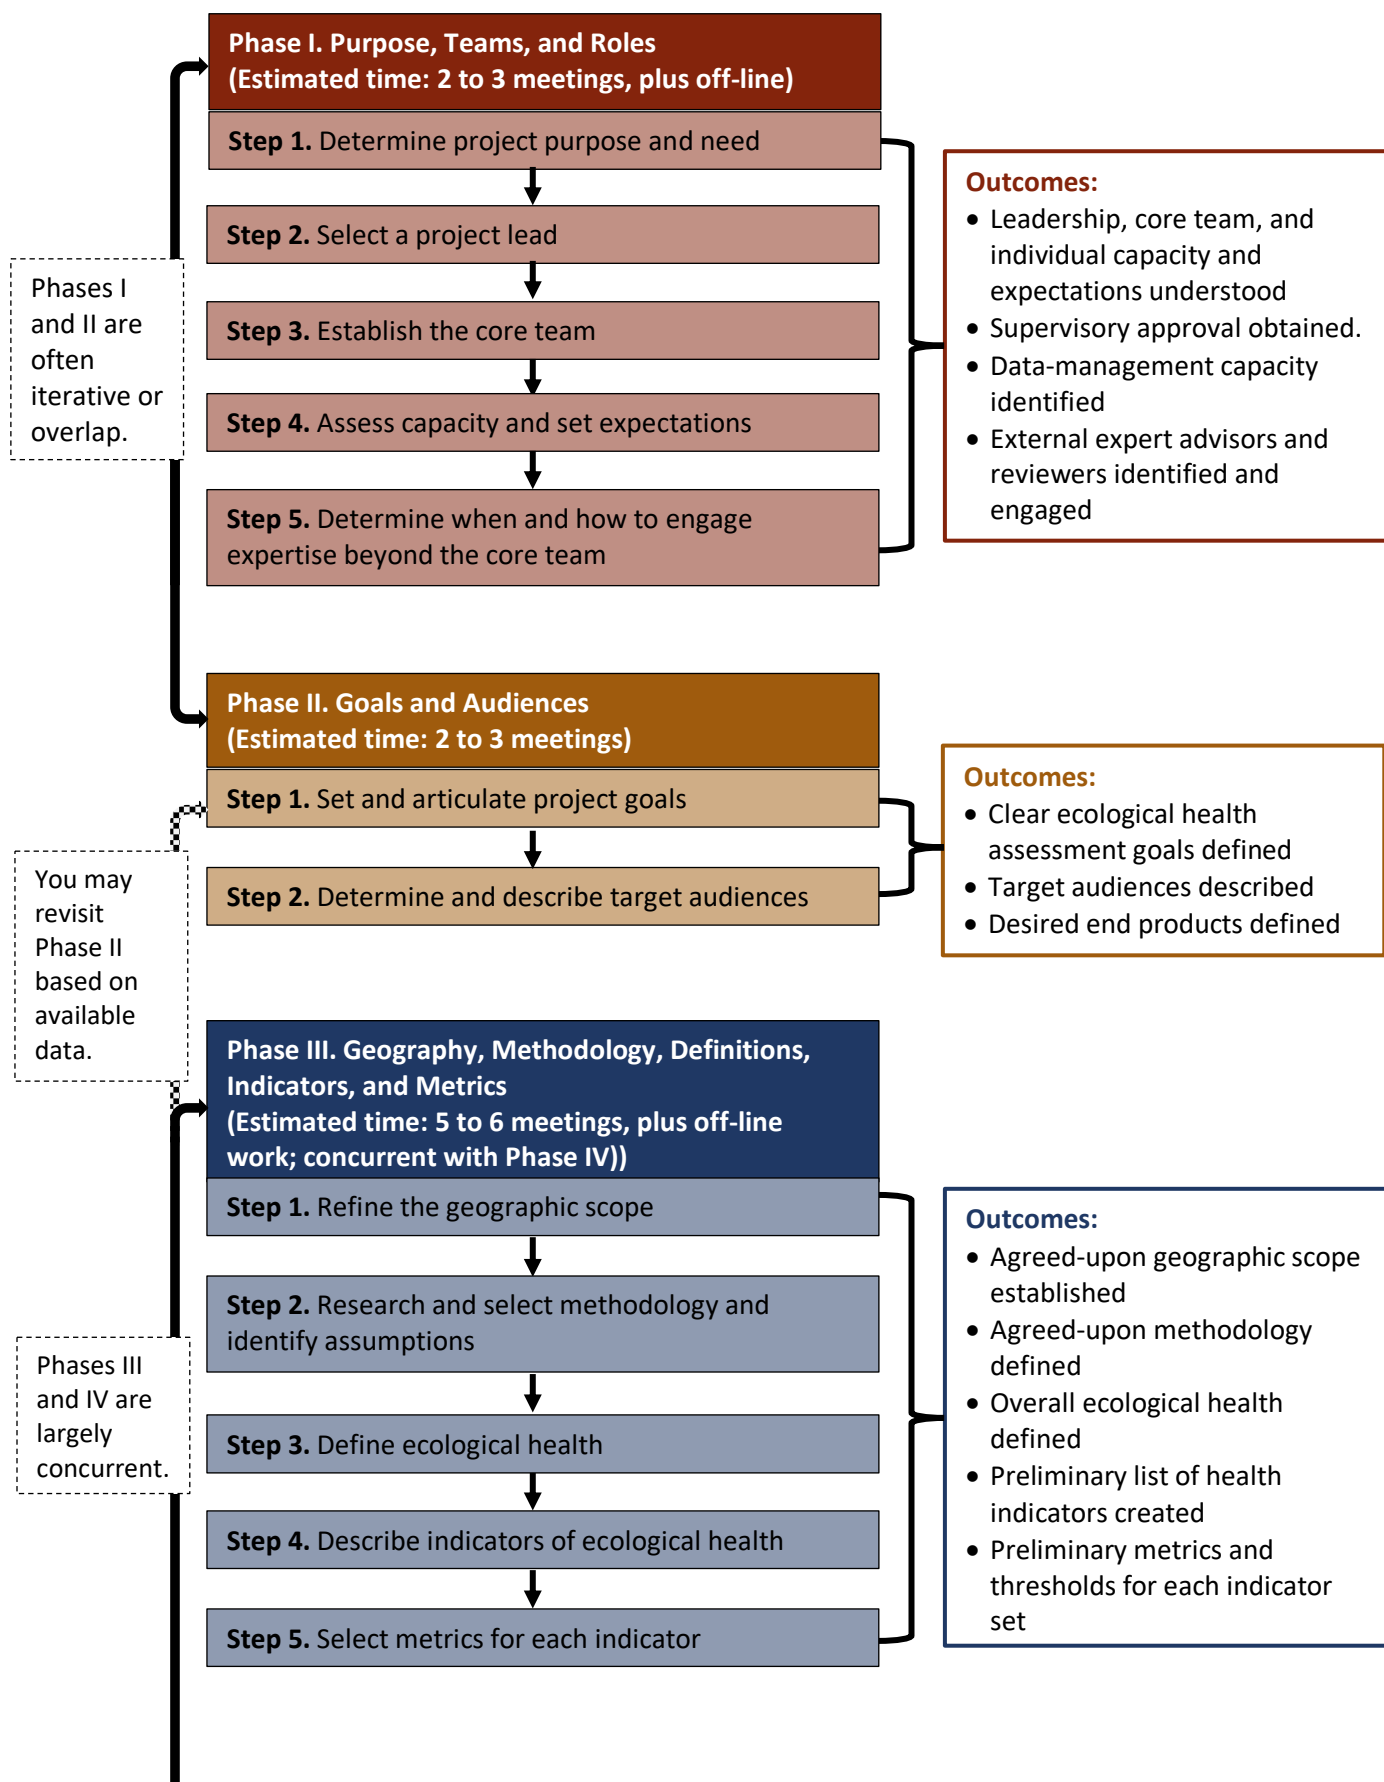 Phase I. Purpose, Teams, and Roles
(Estimated time: 2 to 3 meetings, plus off-line)
Step 1. Determine project purpose and need
Step 2. Select a project lead
Step 3. Establish the core team
Step 4. Assess capacity and set expectations
Step 5. Determine when and how to engage
expertise beyond the core team
Outcomes:
• Leadership, core team, and
individual capacity and
expectations understood
• Supervisory approval obtained.
• Data-management capacity
identified
• External expert advisors and
reviewers identified and
engaged
Phases I
and II are
often
iterative or
overlap.
Phase II. Goals and Audiences
(Estimated time: 2 to 3 meetings)
Step 1. Set and articulate project goals
Step 2. Determine and describe target audiences
Outcomes:
• Clear ecological health
assessment goals defined
• Target audiences described
• Desired end products defined
You may
revisit
Phase II
based on
available
data.
Phase III. Geography, Methodology, Definitions,
Indicators, and Metrics
(Estimated time: 5 to 6 meetings, plus off-line
work; concurrent with Phase IV))
Step 1. Refine the geographic scope
Step 2. Research and select methodology and
identify assumptions
Step 3. Define ecological health
Step 4. Describe indicators of ecological health
Step 5. Select metrics for each indicator
Outcomes:
• Agreed-upon geographic scope
established
• Agreed-upon methodology
defined
• Overall ecological health
defined
• Preliminary list of health
indicators created
• Preliminary metrics and
thresholds for each indicator
set
Phases III
and IV are
largely
concurrent.